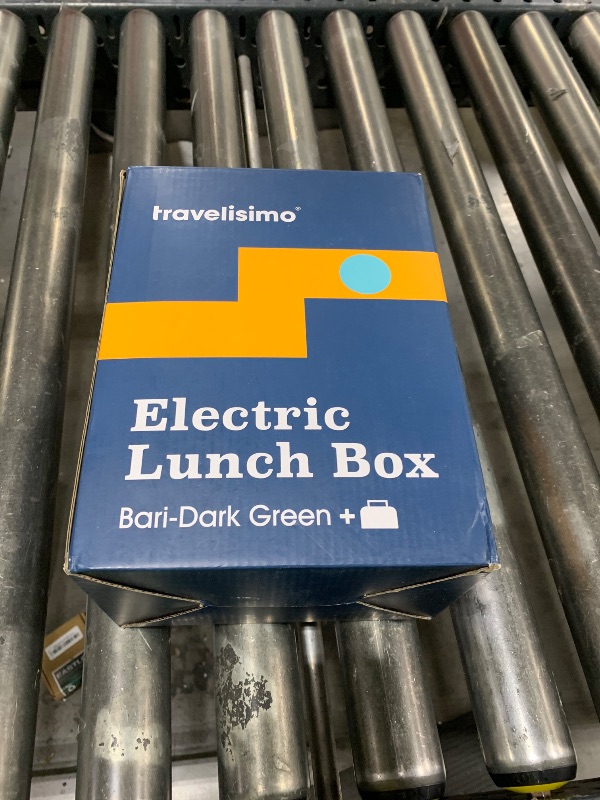 travelisimo®
Electric
Lunch Box
Bari-Dark Green +